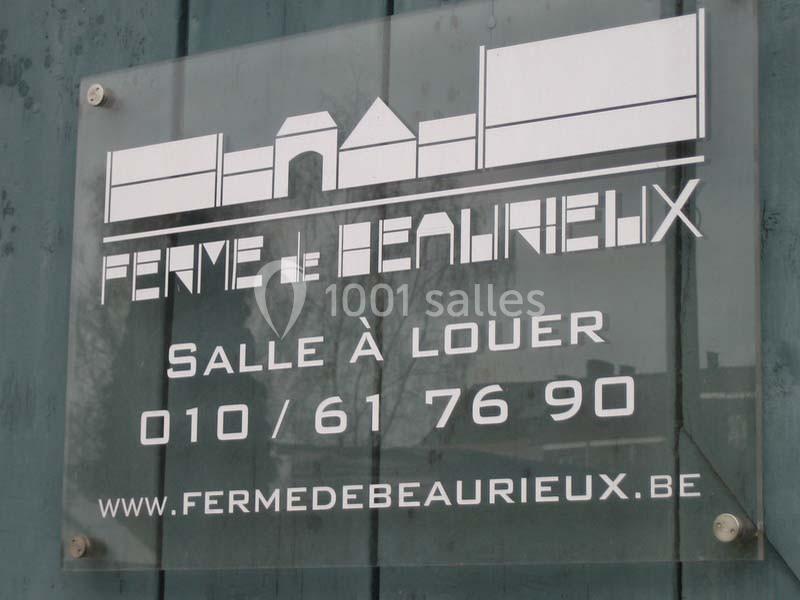 FERME de BEAURIEUX
1001 salles
SALLE À LOUER
010 / 61 76 90
WWW.FERMEDEBEAURIEUX.BE